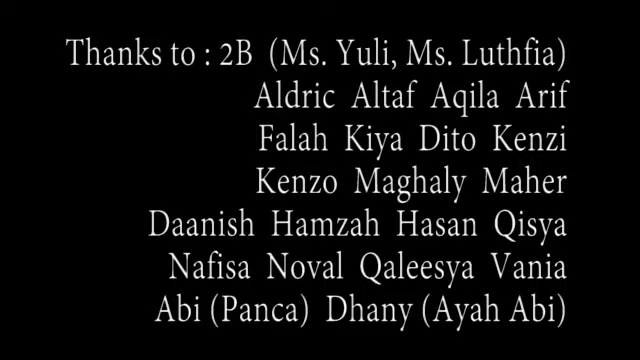 Thanks to : 2B (Ms. Yuli, Ms. Luthfia)
Aldric Altaf Aqila Arif
Falah Kiya Dito Kenzi
Kenzo Maghaly Maher
Daanish Hamzah Hasan Qisya
Nafisa Noval Qaleesya Vania
Abi (Panca) Dhany (Ayah Abi)